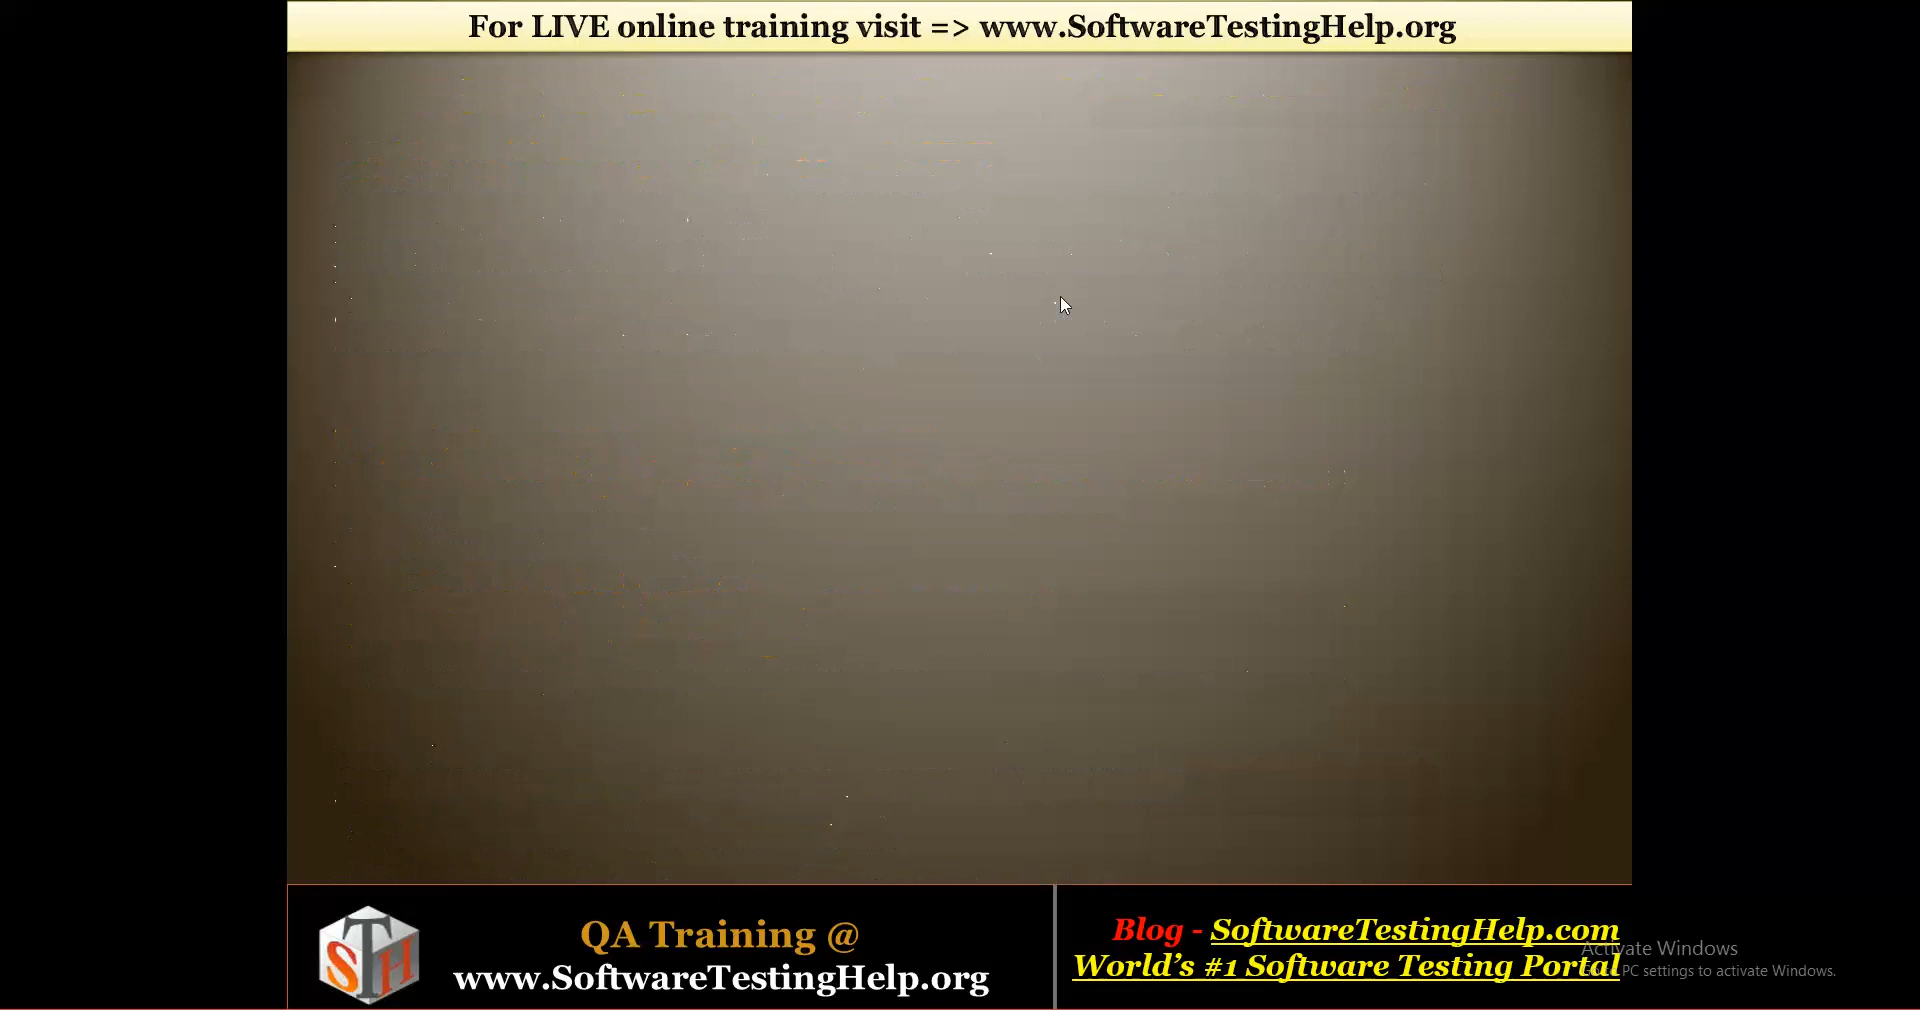 For LIVE online training visit => www.SoftwareTestingHelp.org
STH
QA Training @
www.SoftwareTestingHelp.org
Blog - SoftwareTestingHelp.com
World's #1 Software Testing Portal
Activate Windows
PC settings to activate Windows.